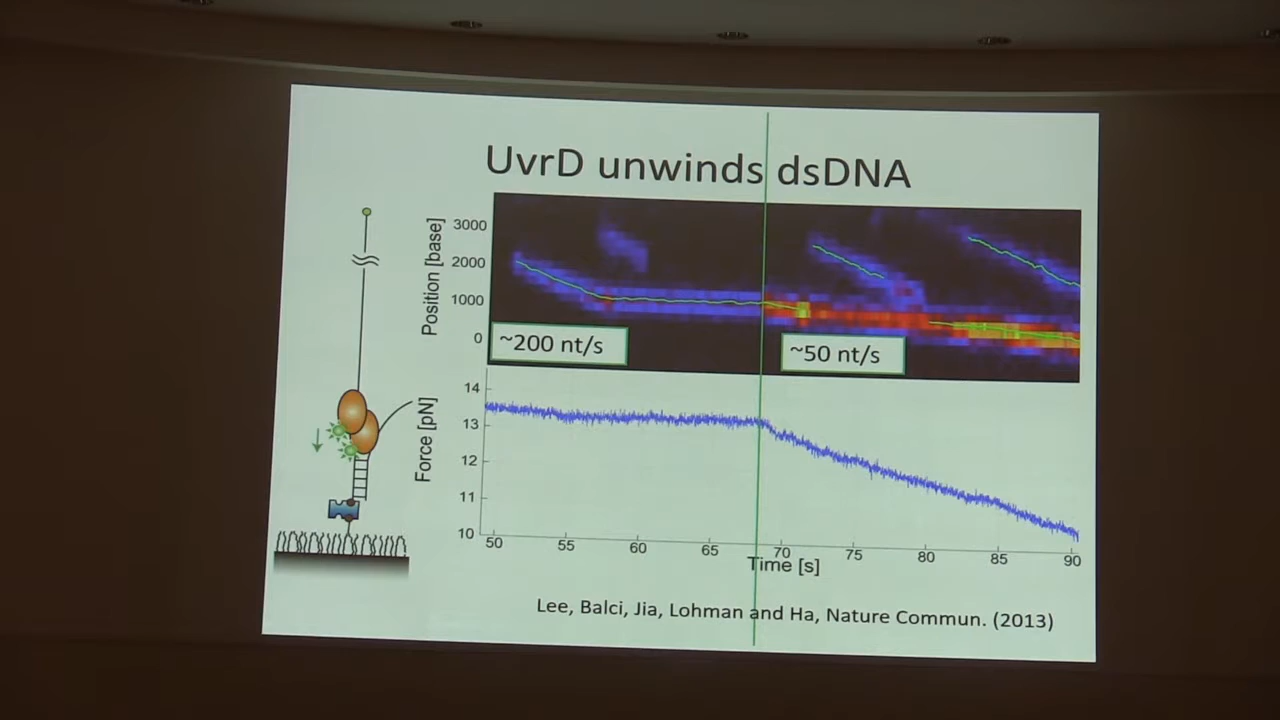 UvrD unwinds dsDNA
Position [base]
3000
2000
1000
0
~200 nt/s
~50 nt/s
Force [pN]
14
13
12
11
10
50 55 60 65 70 75 80 85 90
Time [s]
Lee, Balci, Jia, Lohman and Ha, Nature Commun. (2013)